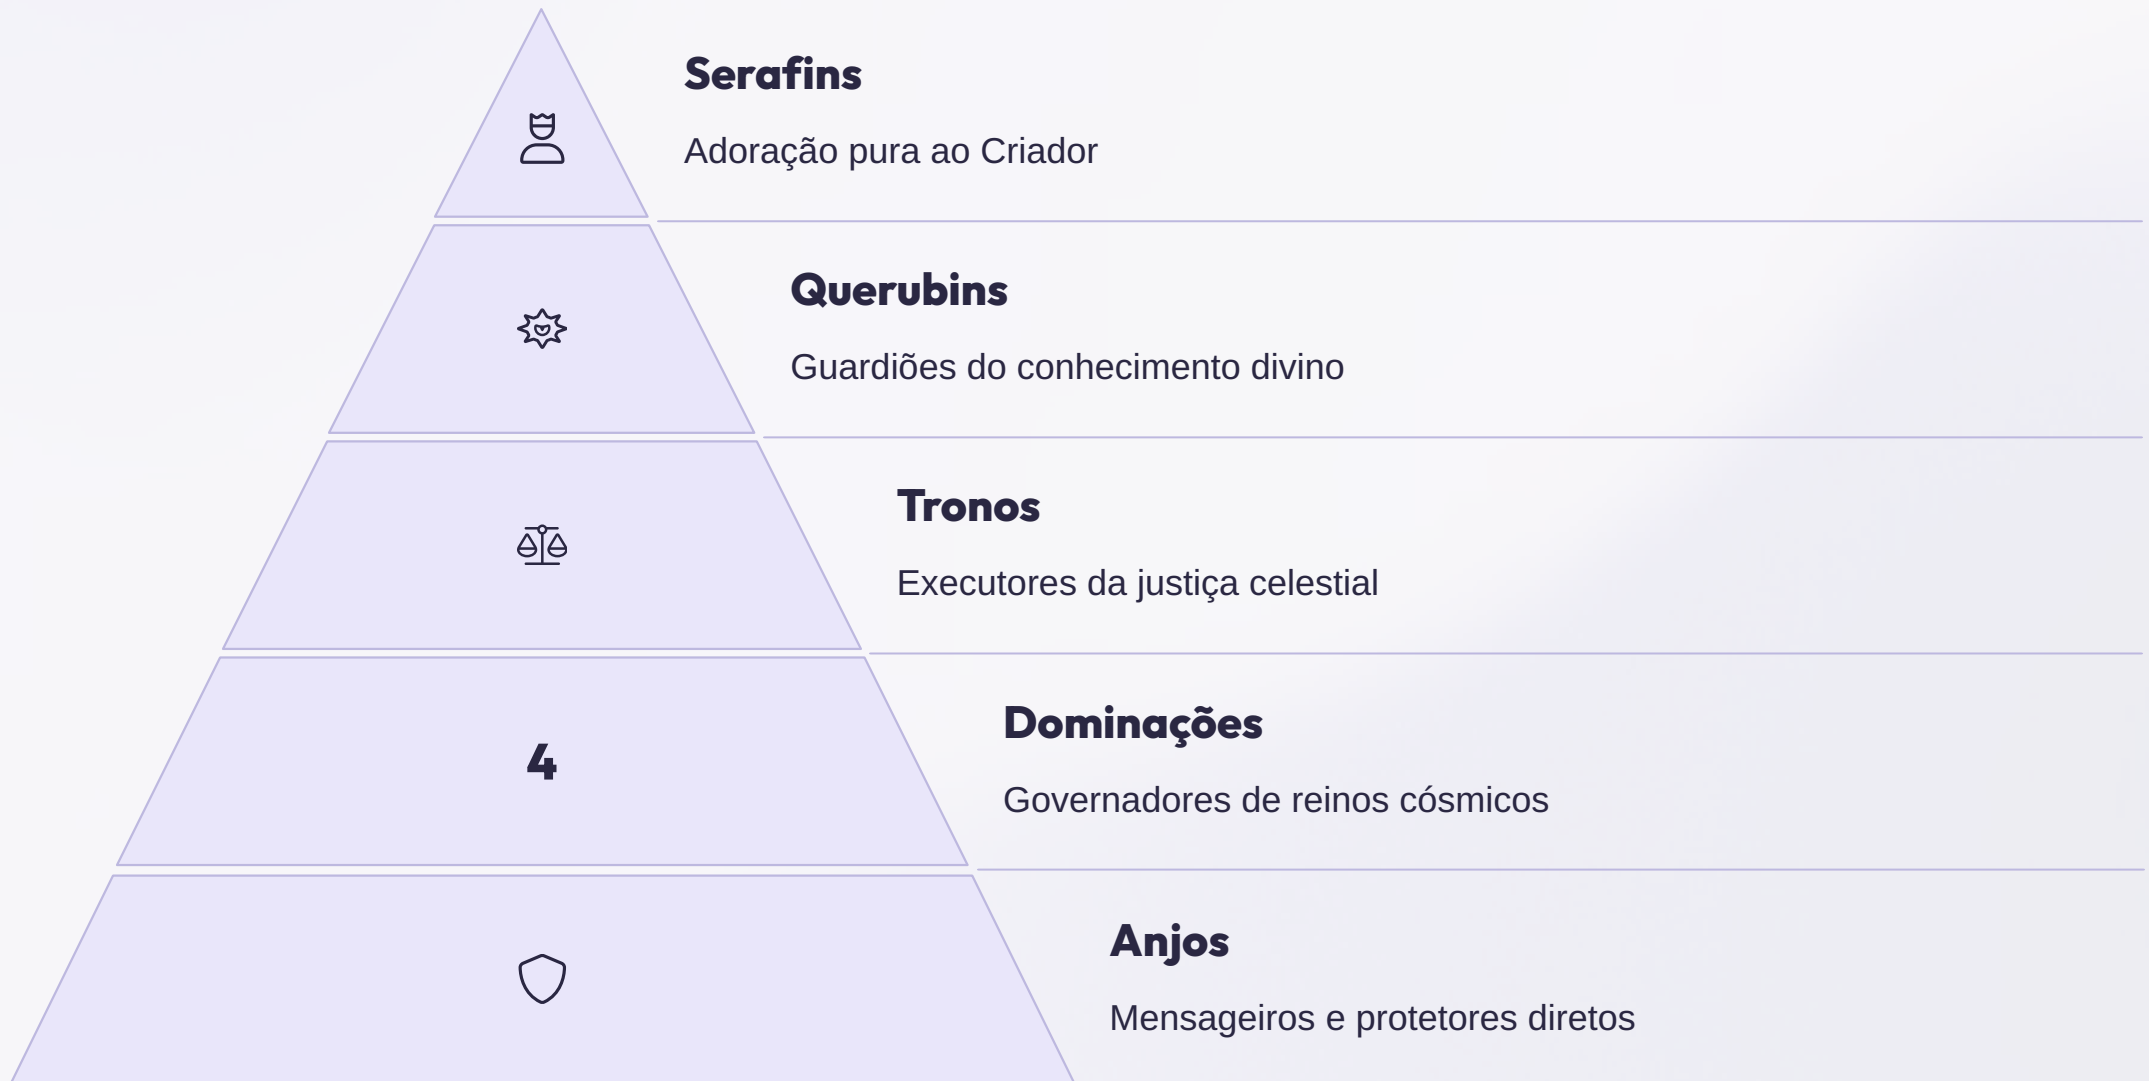 Serafins
Adoração pura ao Criador
Querubins
Guardiões do conhecimento divino
Tronos
Executores da justiça celestial
4
Dominações
Governadores de reinos cósmicos
Anjos
Mensageiros e protetores diretos